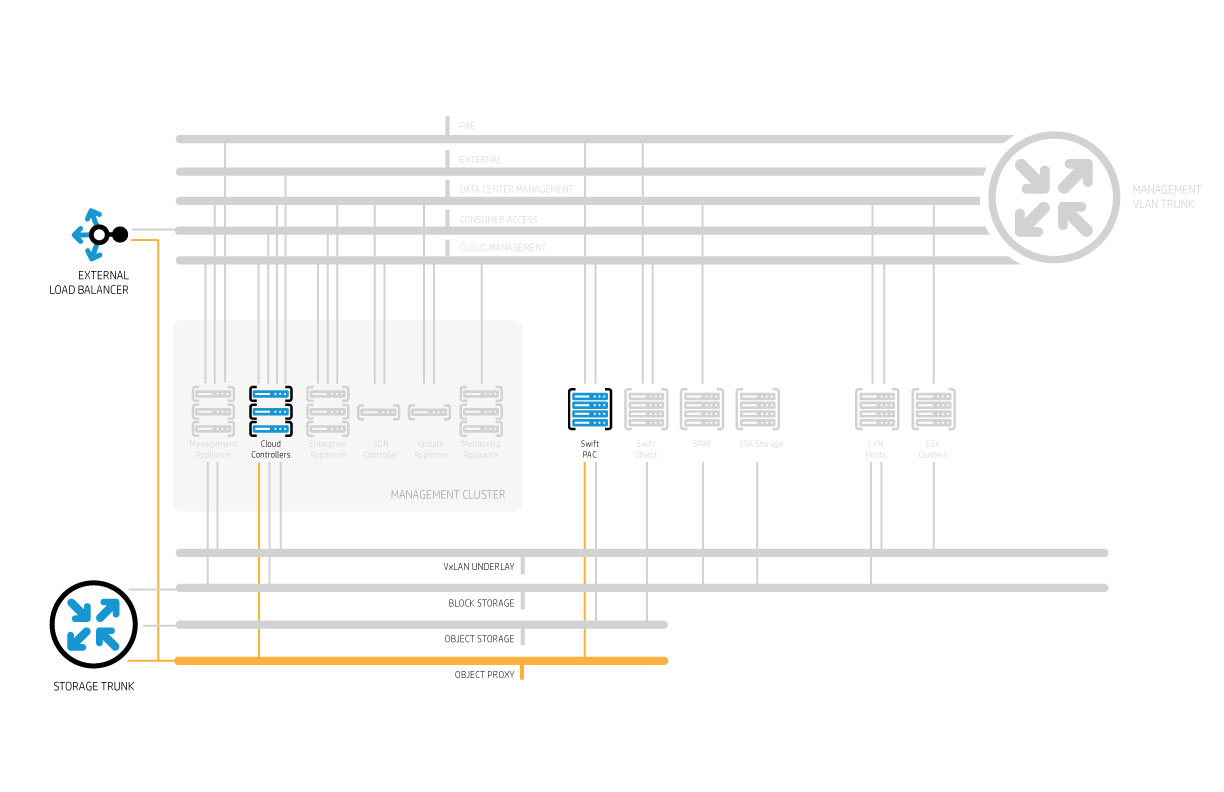 PXE
EXTERNAL
DATA CENTER MANAGEMENT
CONSUMER ACCESS
CLOUD MANAGEMENT
MANAGEMENT
VLAN TRUNK
EXTERNAL
LOAD BALANCER
Management
Appliance
Cloud
Controllers
Enterprise
Appliance
SDN
Controller
Update
Appliance
Monitoring
Appliance
Swift
PAC
Swift
Object
3PAR
VSA Storage
KVM
Hosts
ESX
Clusters
MANAGEMENT CLUSTER
VxLAN UNDERLAY
BLOCK STORAGE
OBJECT STORAGE
OBJECT PROXY
STORAGE TRUNK